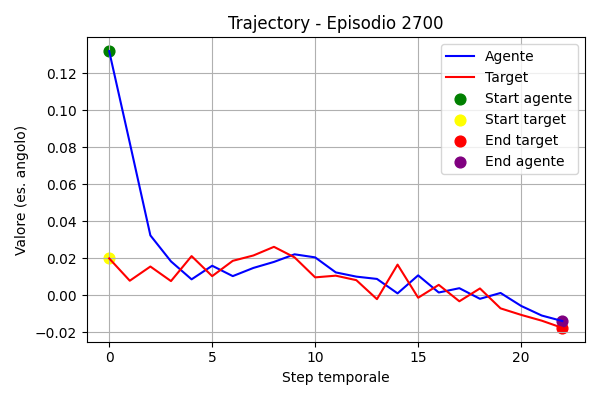 Trajectory - Episodio 2700
Valore (es. angolo)
0.12
0.10
0.08
0.06
0.04
0.02
0.00
−0.02
0
5
10
15
20
Step temporale
Agente
Target
Start agente
Start target
End target
End agente